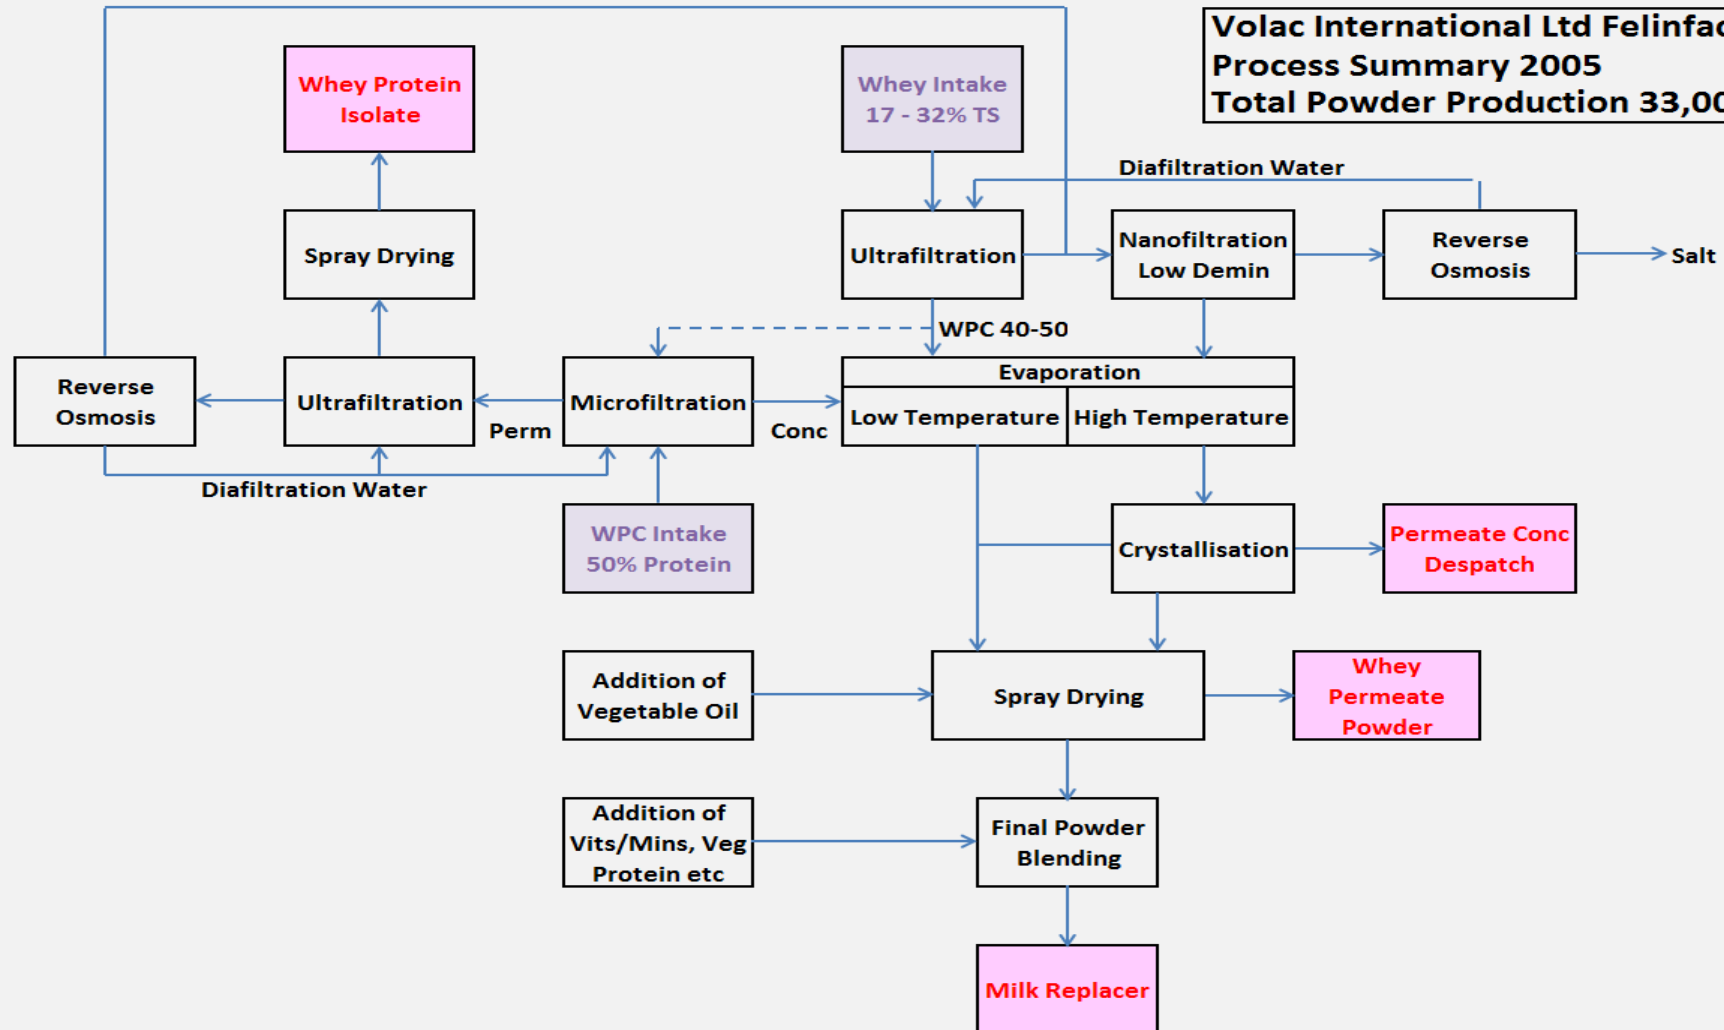 Volac International Ltd
Process Summary 2005
Total Powder Production
Whey Protein
Isolate
Whey Intake
17 - 32% TS
Diafiltration Water
Spray Drying
Ultrafiltration
Nanofiltration
Low Demin
Reverse
Osmosis
Salt
WPC 40-50
Reverse
Osmosis
Ultrafiltration
Perm
Microfiltration
Conc
Evaporation
Low Temperature
High Temperature
Diafiltration Water
WPC Intake
50% Protein
Crystallisation
Permeate Conc
Despatch
Addition of
Vegetable Oil
Spray Drying
Whey
Permeate
Powder
Addition of
Vits/Mins, Veg
Protein etc
Final Powder
Blending
Milk Replacer